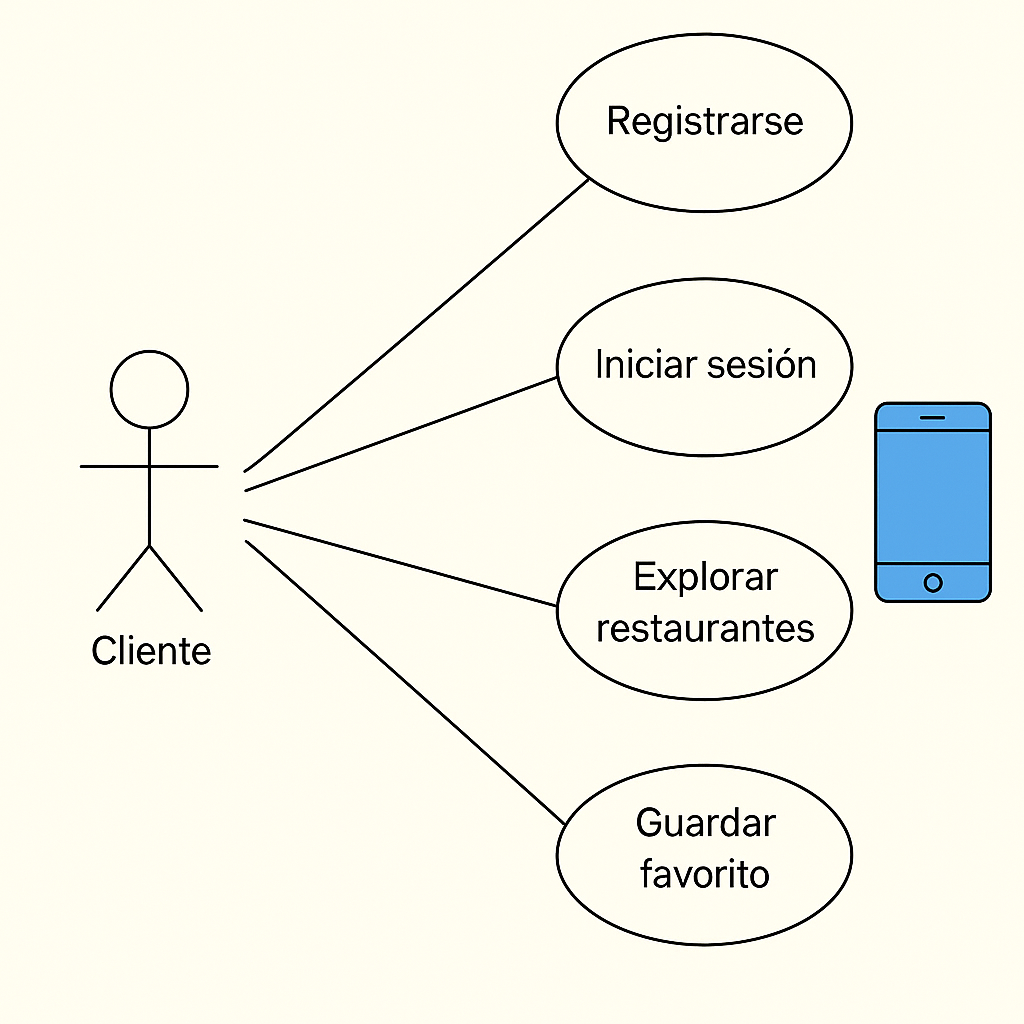 Registrarse
Iniciar sesión
Explorar
restaurantes
Cliente
Guardar
favorito